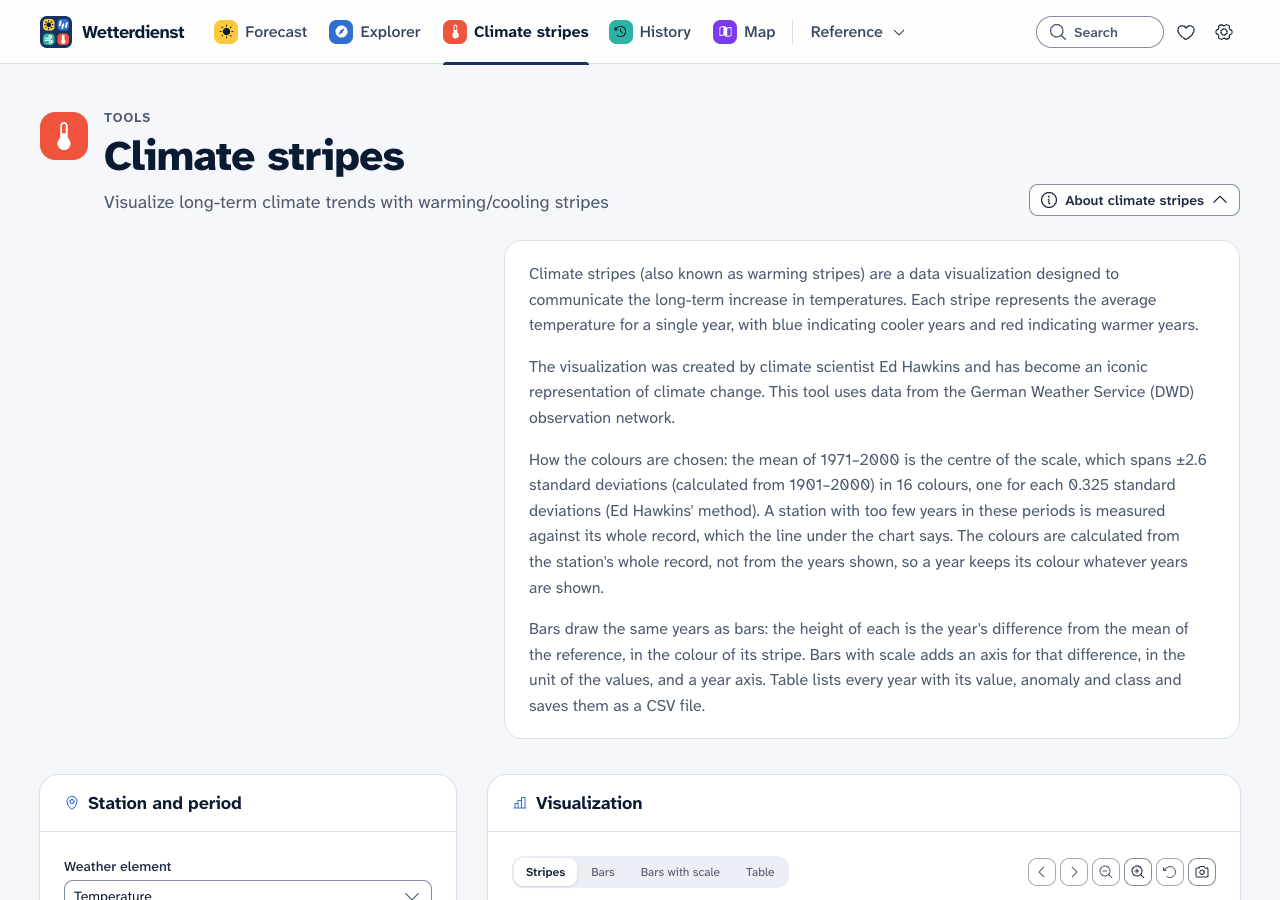 Wetterdienst
Forecast
Explorer
Climate stripes
History
Map
Reference
Search
TOOLS
Climate stripes
Visualize long-term climate trends with warming/cooling stripes
About climate stripes
Climate stripes (also known as warming stripes) are a data visualization designed to
communicate the long-term increase in temperatures. Each stripe represents the average
temperature for a single year, with blue indicating cooler years and red indicating warmer years.
The visualization was created by climate scientist Ed Hawkins and has become an iconic
representation of climate change. This tool uses data from the German Weather Service (DWD)
observation network.
How the colours are chosen: the mean of 1971–2000 is the centre of the scale, which spans ±2.6
standard deviations (calculated from 1901–2000) in 16 colours, one for each 0.325 standard
deviations (Ed Hawkins' method). A station with too few years in these periods is measured
against its whole record, which the line under the chart says. The colours are calculated from
the station's whole record, not from the years shown, so a year keeps its colour whatever years
are shown.
Bars draw the same years as bars: the height of each is the year's difference from the mean of
the reference, in the colour of its stripe. Bars with scale adds an axis for that difference, in the
unit of the values, and a year axis. Table lists every year with its value, anomaly and class and
saves them as a CSV file.
Station and period
Weather element
Temperature
Visualization
Stripes
Bars
Bars with scale
Table